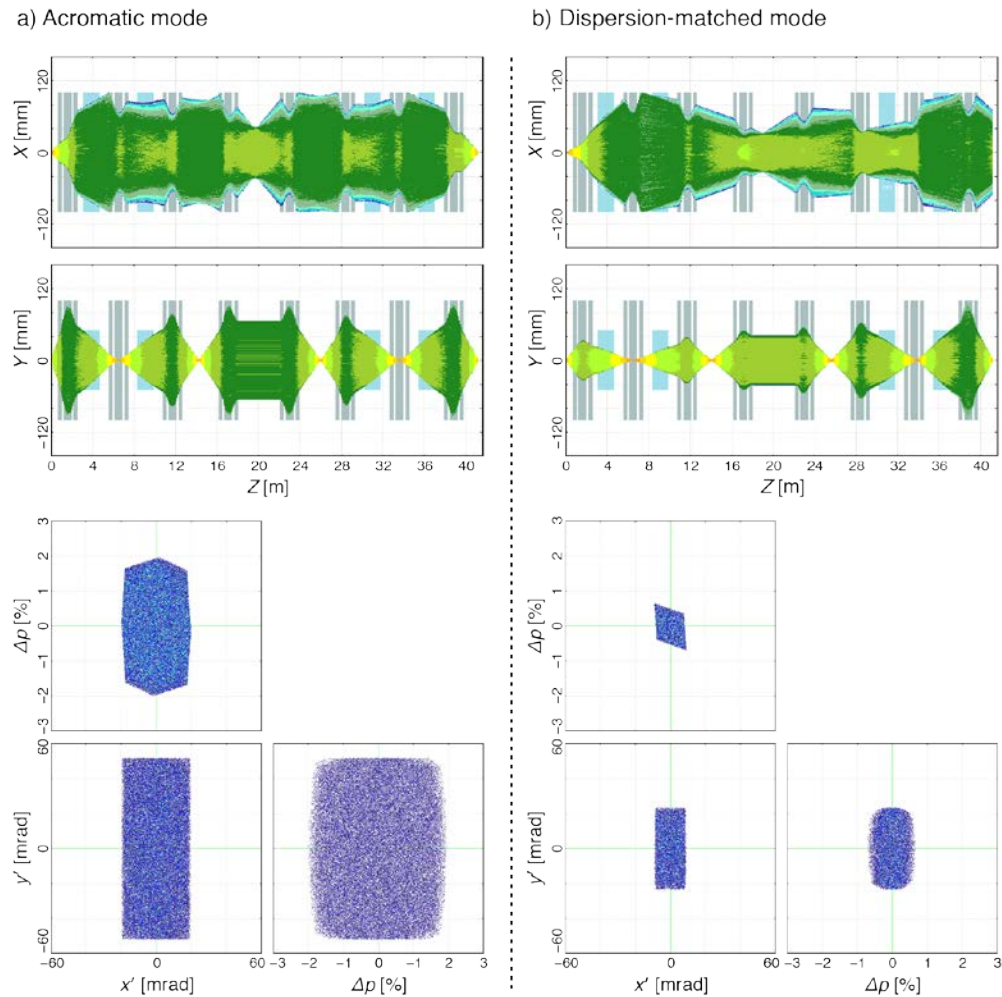 a) Acromatic mode
b) Dispersion-matched mode
X [mm]
120
0
−120
X [mm]
120
0
−120
Y [mm]
120
0
−120
0 4 8 12 16 20 24 28 32 36 40
Z [m]
Y [mm]
120
0
−120
0 4 8 12 16 20 24 28 32 36 40
Z [m]
Δp [%]
3
2
1
0
−1
−2
−3
Δp [%]
3
2
1
0
−1
−2
−3
y′ [mrad]
60
0
−60
−60 0 60
x′ [mrad]
−3 −2 −1 0 1 −2 3
Δp [%]
y′ [mrad]
60
0
−60
−60 0 60
x′ [mrad]
−3 −2 −1 0 1 2 3
Δp [%]